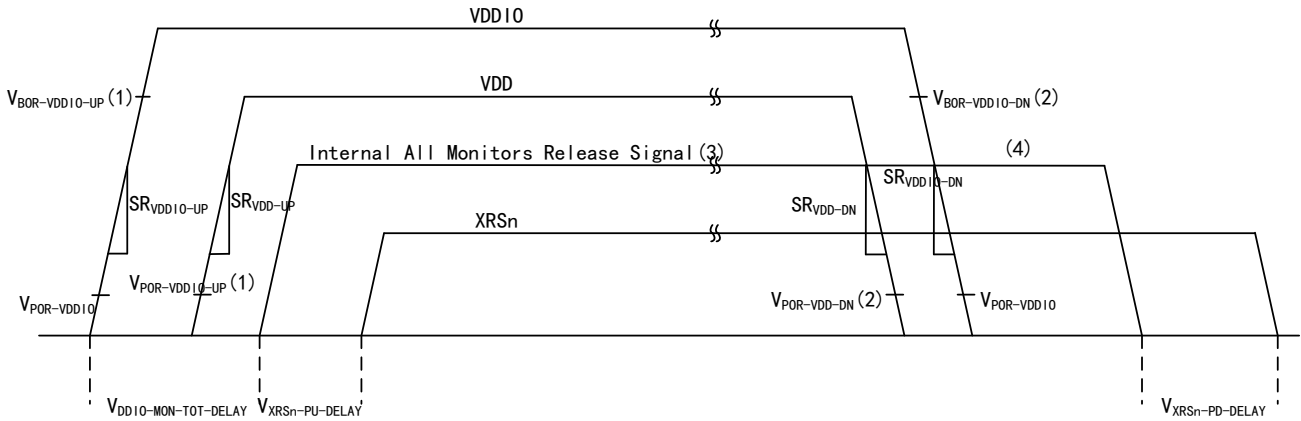 VDDIO
V_BOR-VDDIO-UP(1)
VDD
V_BOR-VDDIO-DN(2)
Internal All Monitors Release Signal(3)
(4)
SR_VDDIO-UP
SR_VDD-UP
SR_VDD-DN
SR_VDDIO-DN
XRSn
V_POR-VDDIO
V_POR-VDDIO-UP(1)
V_POR-VDD-DN(2)
V_POR-VDDIO
V_DDIO-MON-TOT-DELAY
V_XRSn-PU-DELAY
V_XRSn-PD-DELAY